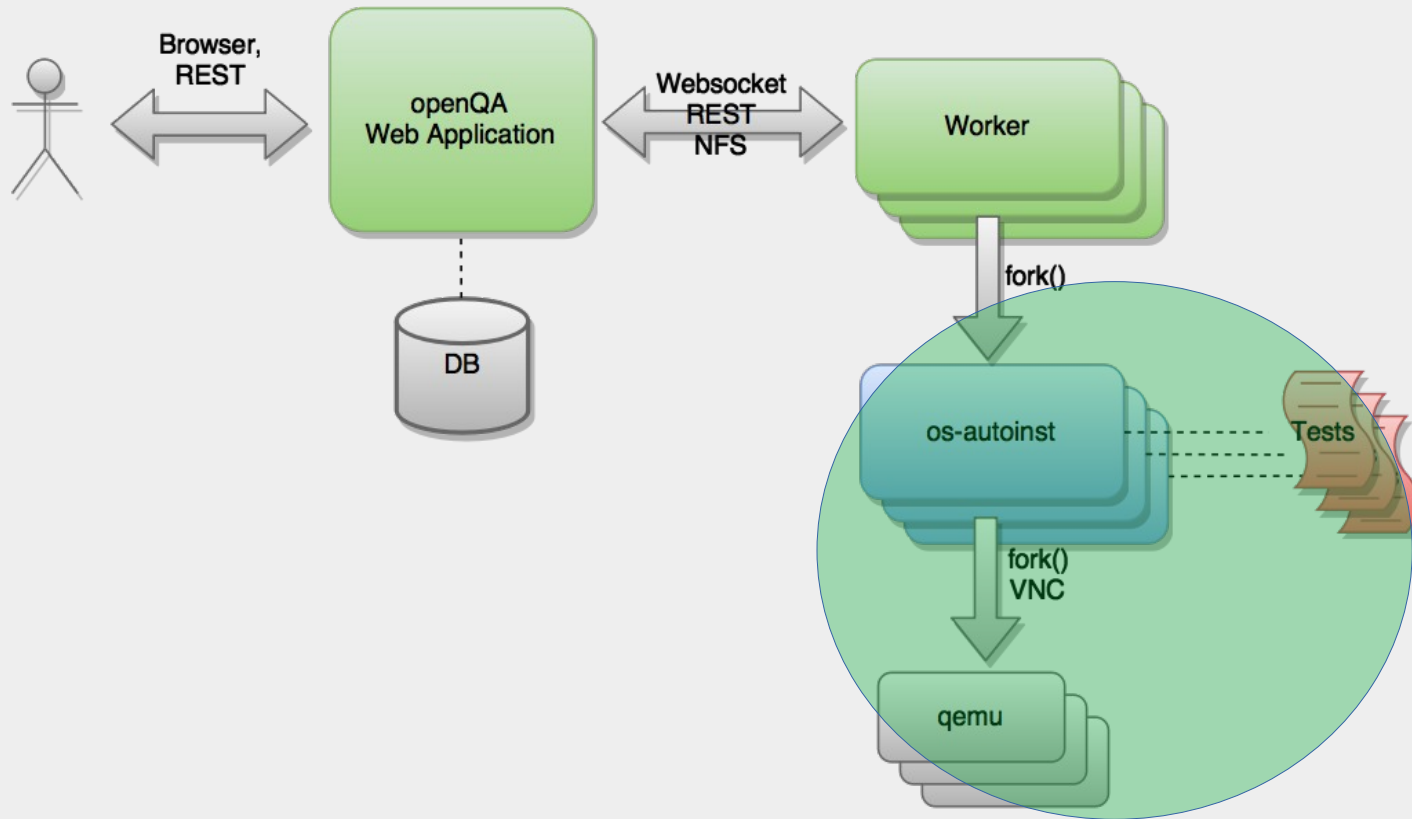 Browser,
REST
openQA
Web Application
Websocket
REST
NFS
Worker
fork()
DB
os-autoinst
Tests
fork()
VNC
qemu